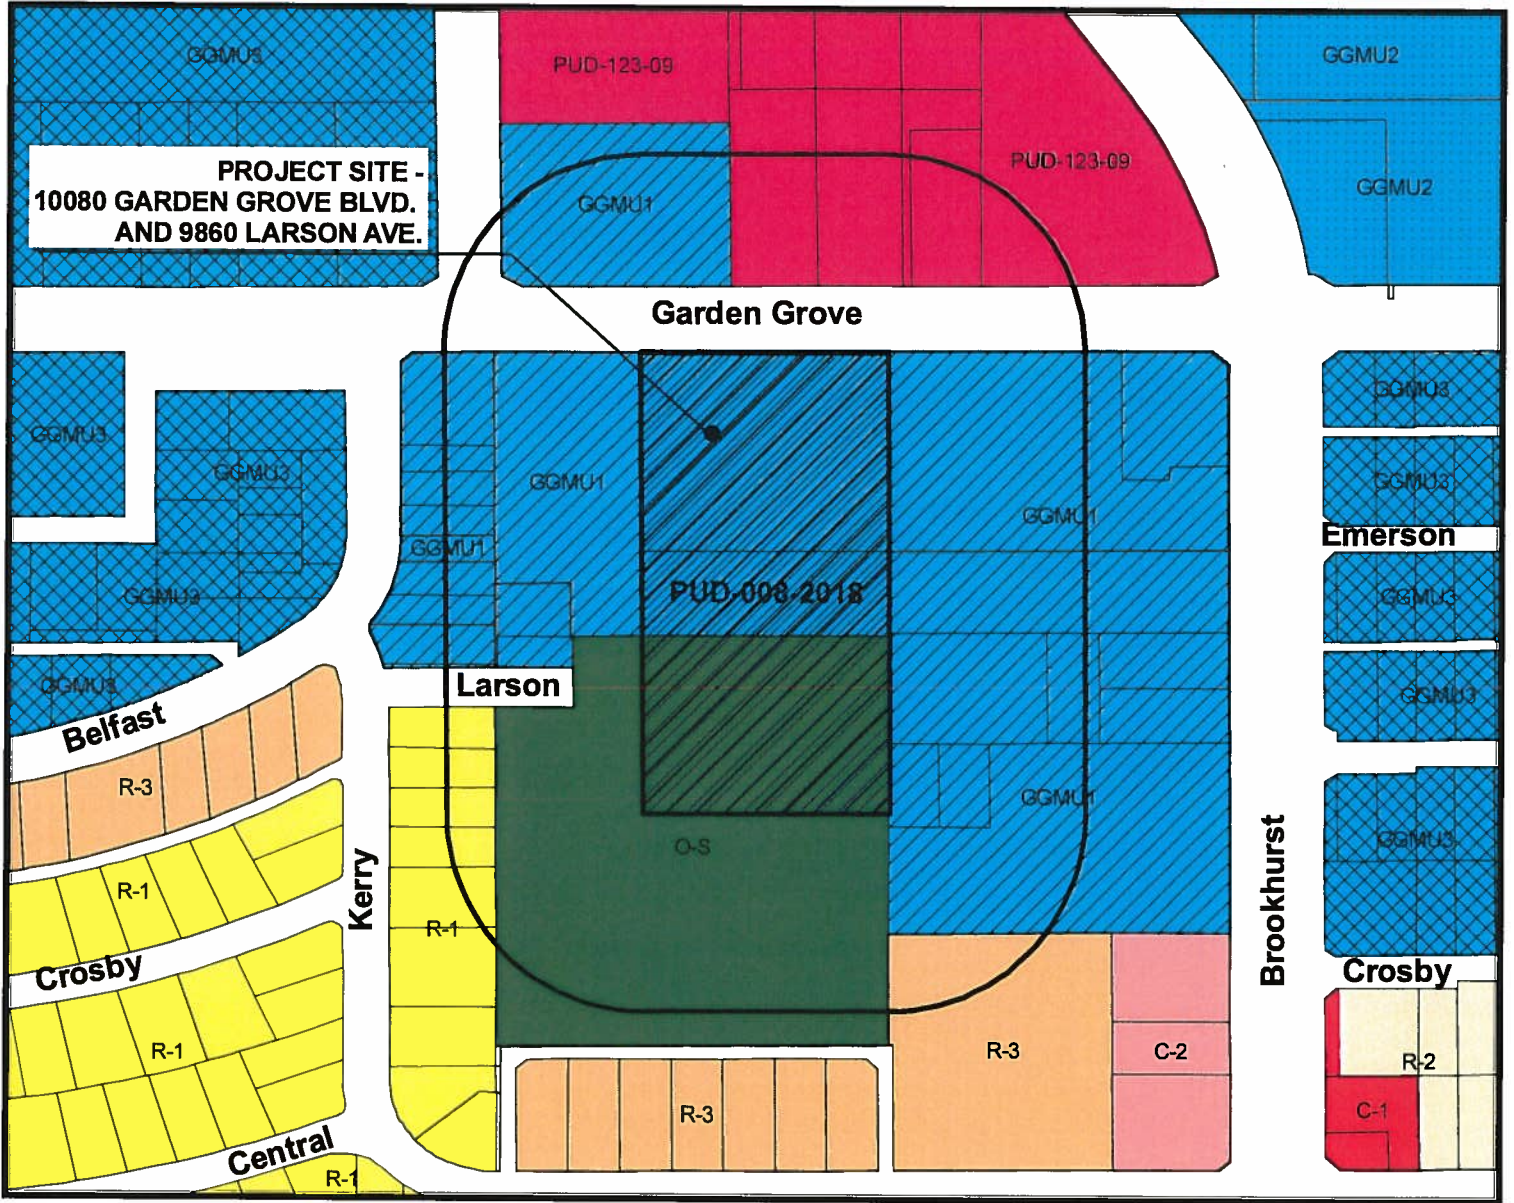 GGMU3
PUD-123-09
GGMU2
PUD-123-09
GGMU2
PROJECT SITE -
10080 GARDEN GROVE BLVD.
AND 9860 LARSON AVE.
GGMU1
Garden Grove
GGMU3
GGMU3
GGMU3
GGMU1
GGMU3
GGMU1
Emerson
GGMU1
GGMU3
PUD-008-2018
GGMU3
GGMU3
Larson
GGMU3
Belfast
R-3
GGMU1
GGMU3
O-S
Kerry
R-1
R-1
Brookhurst
Crosby
Crosby
R-1
R-3
C-2
R-2
R-3
C-1
Central
R-1